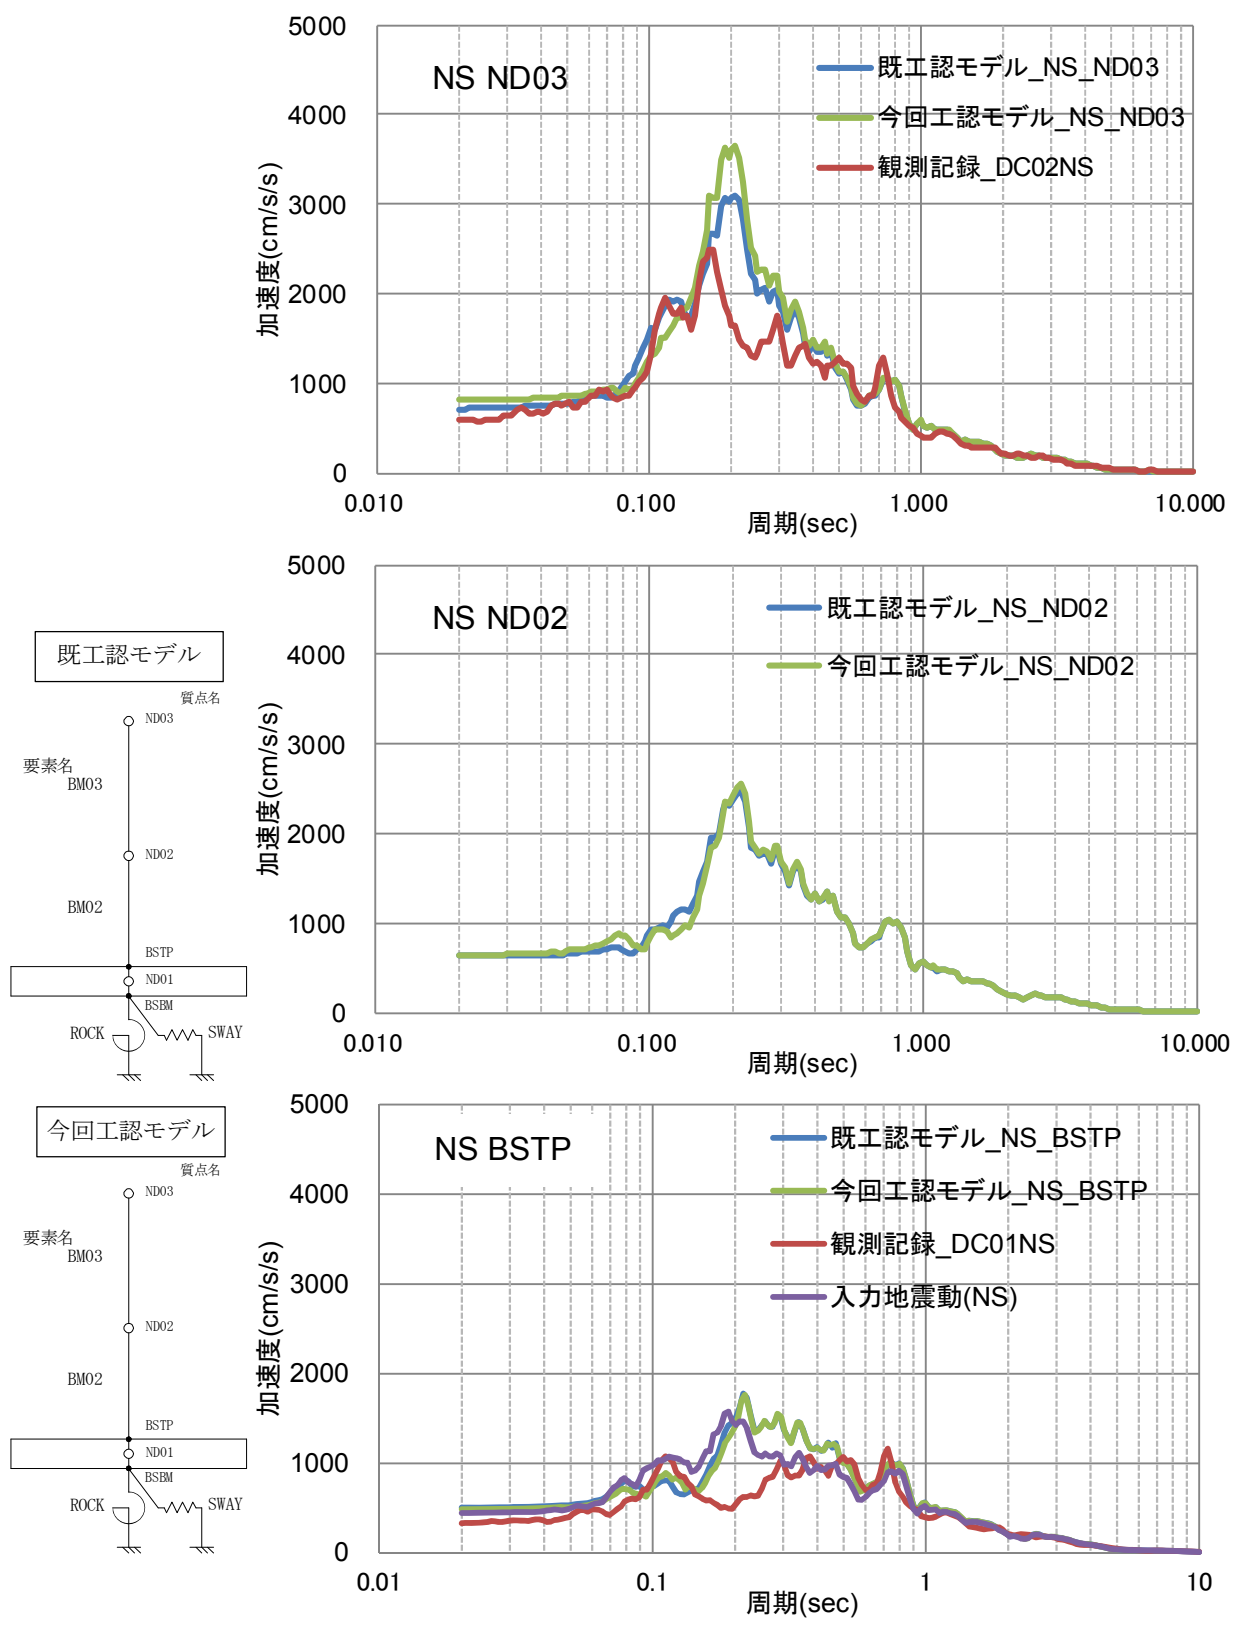 NS ND03
既工認モデル_NS_ND03
今回工認モデル_NS_ND03
観測記録_DC02NS
5000
4000
3000
2000
1000
0
加速度(cm/s/s)
0.010
0.100
1.000
10.000
周期(sec)
NS ND02
既工認モデル_NS_ND02
今回工認モデル_NS_ND02
5000
4000
3000
2000
1000
0
加速度(cm/s/s)
0.010
0.100
1.000
10.000
周期(sec)
既工認モデル
質点名
ND03
要素名
BM03
ND02
BM02
BSTP
ND01
BSBM
ROCK
SWAY
NS BSTP
既工認モデル_NS_BSTP
今回工認モデル_NS_BSTP
観測記録_DC01NS
入力地震動(NS)
5000
4000
3000
2000
1000
0
加速度(cm/s/s)
0.01
0.1
1
10
周期(sec)
今回工認モデル
質点名
ND03
要素名
BM03
ND02
BM02
BSTP
ND01
BSBM
ROCK
SWAY